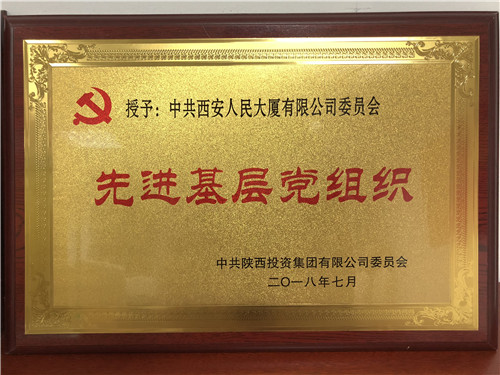 授予：中共西安人民大厦有限公司委员会
先进基层党组织
中共陕西投资集团有限公司委员会
二〇一八年七月